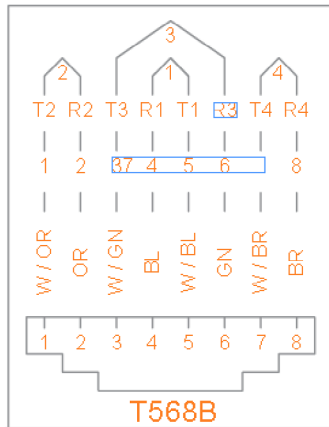 3
2 1 4
T2 R2 T3 R1 T1 R3 T4 R4
1 2 37 4 5 6 8
W / OR OR W / GN BL W / BL GN W / BR BR
1 2 3 4 5 6 7 8
T568B